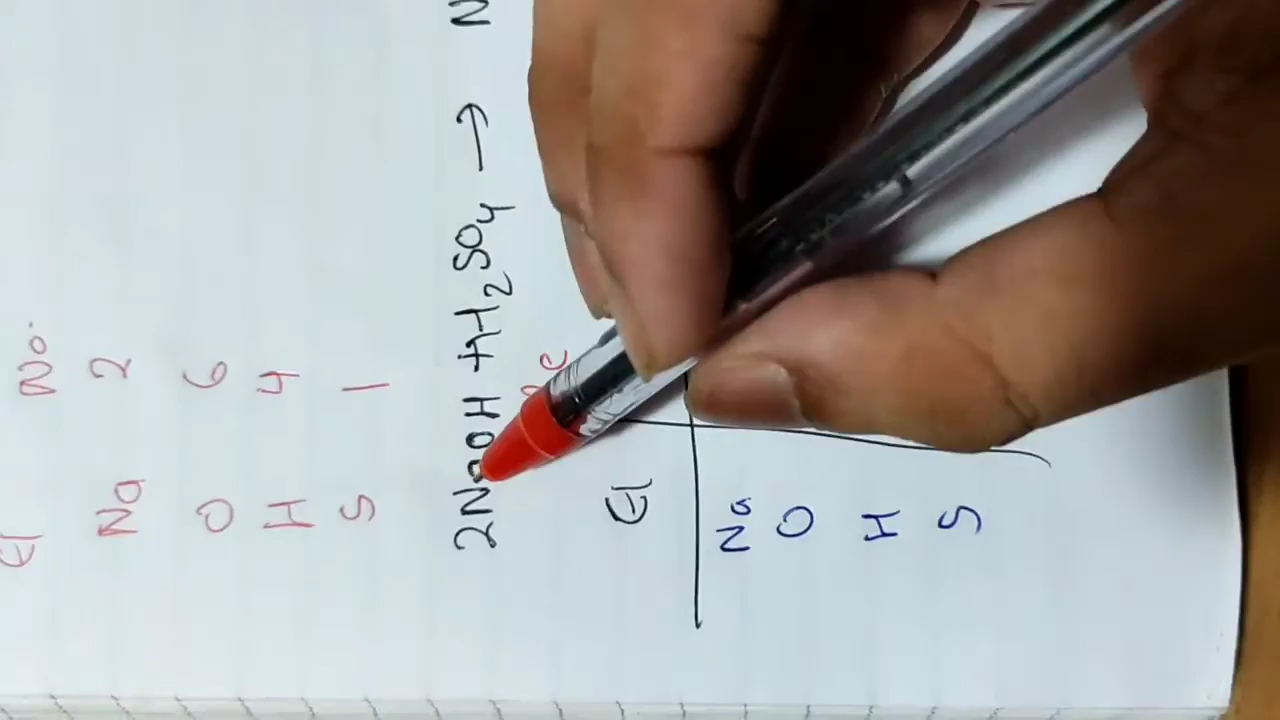 El No.
Na 2
O 6
H 4
S 1
2NaOH + H2SO4 → N
El
Na
O
H
S